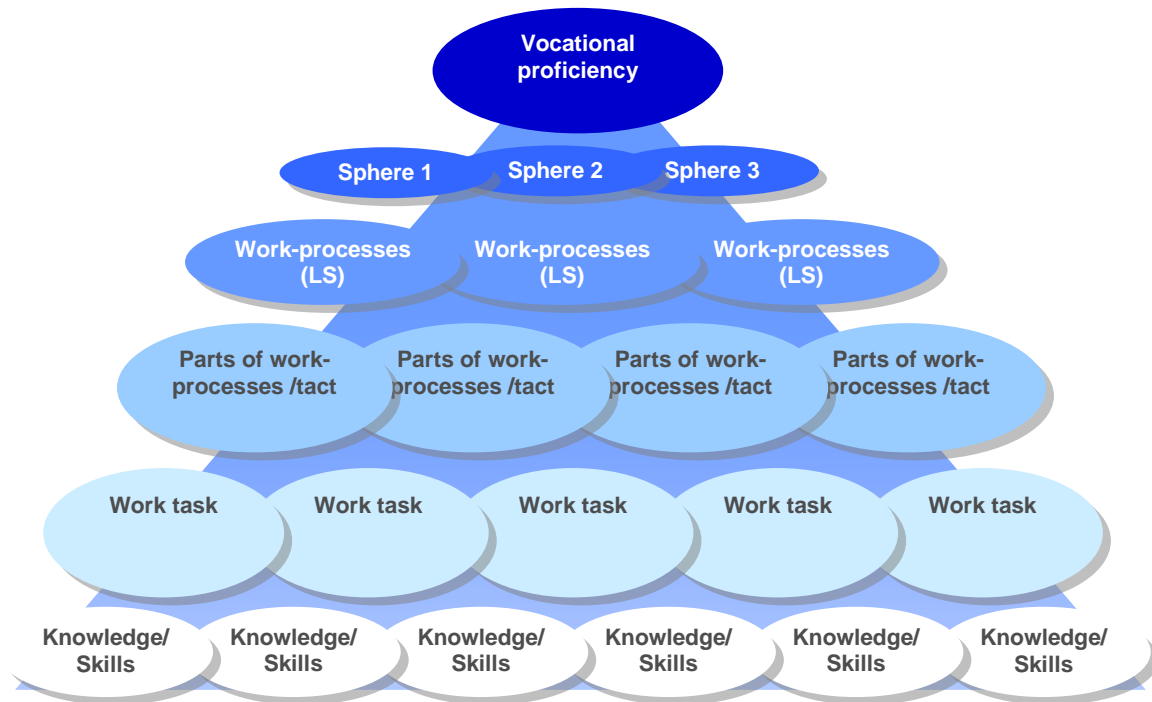 Vocational
proficiency
Sphere 1
Sphere 2
Sphere 3
Work-processes
(LS)
Work-processes
(LS)
Work-processes
(LS)
Parts of work-
processes /tact
Parts of work-
processes /tact
Parts of work-
processes /tact
Parts of work-
processes /tact
Work task
Work task
Work task
Work task
Work task
Knowledge/
Skills
Knowledge/
Skills
Knowledge/
Skills
Knowledge/
Skills
Knowledge/
Skills
Knowledge/
Skills